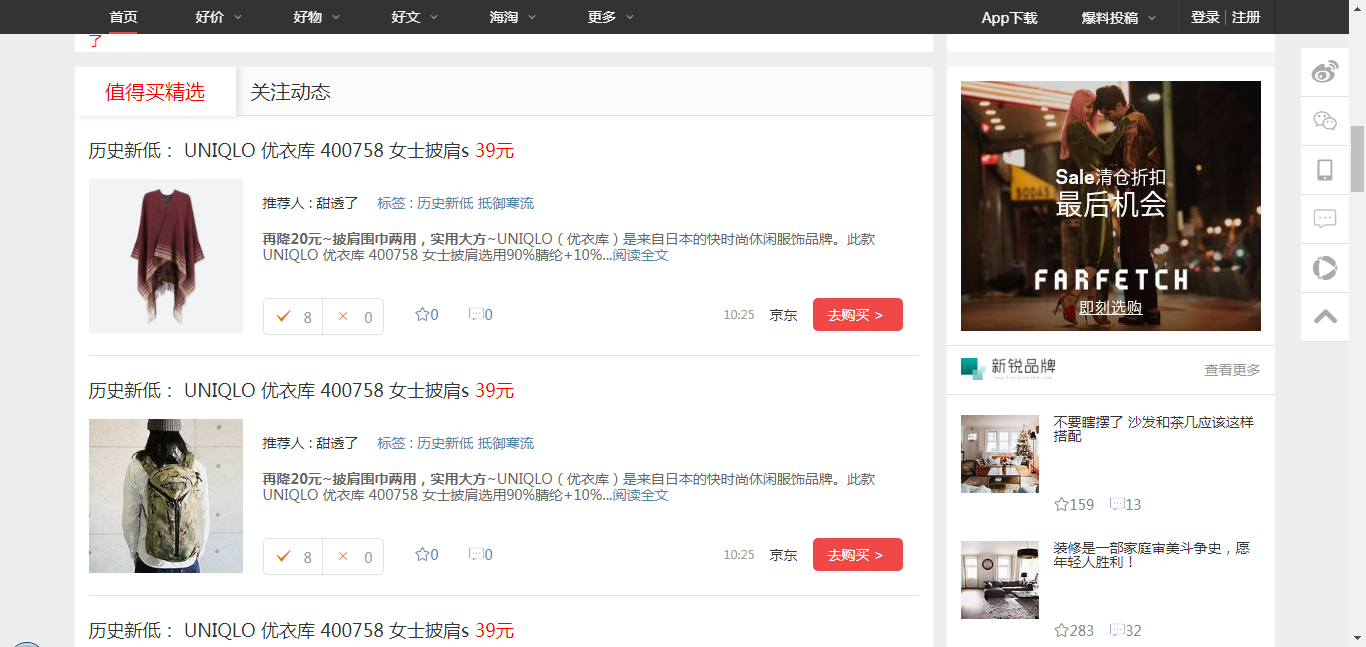 首页
好价
好物
好文
海淘
更多
App下载
爆料投稿
登录
注册
了
值得买精选
关注动态
历史新低： UNIQLO 优衣库 400758 女士披肩s 39元
推荐人 : 甜透了
标签 : 历史新低 抵御寒流
再降20元~披肩围巾两用，实用大方~UNIQLO（优衣库）是来自日本的快时尚休闲服饰品牌。此款
UNIQLO 优衣库 400758 女士披肩选用90%腈纶+10%...阅读全文
8
0
0
0
10:25
京东
去购买 >
历史新低： UNIQLO 优衣库 400758 女士披肩s 39元
推荐人 : 甜透了
标签 : 历史新低 抵御寒流
再降20元~披肩围巾两用，实用大方~UNIQLO（优衣库）是来自日本的快时尚休闲服饰品牌。此款
UNIQLO 优衣库 400758 女士披肩选用90%腈纶+10%...阅读全文
8
0
0
0
10:25
京东
去购买 >
历史新低： UNIQLO 优衣库 400758 女士披肩s 39元
SODAS
Sale清仓折扣
最后机会
FARFETCH
即刻选购
新锐品牌
查看更多
不要瞎摆了 沙发和茶几应该这样
搭配
159
13
装修是一部家庭审美斗争史，愿
年轻人胜利！
283
32